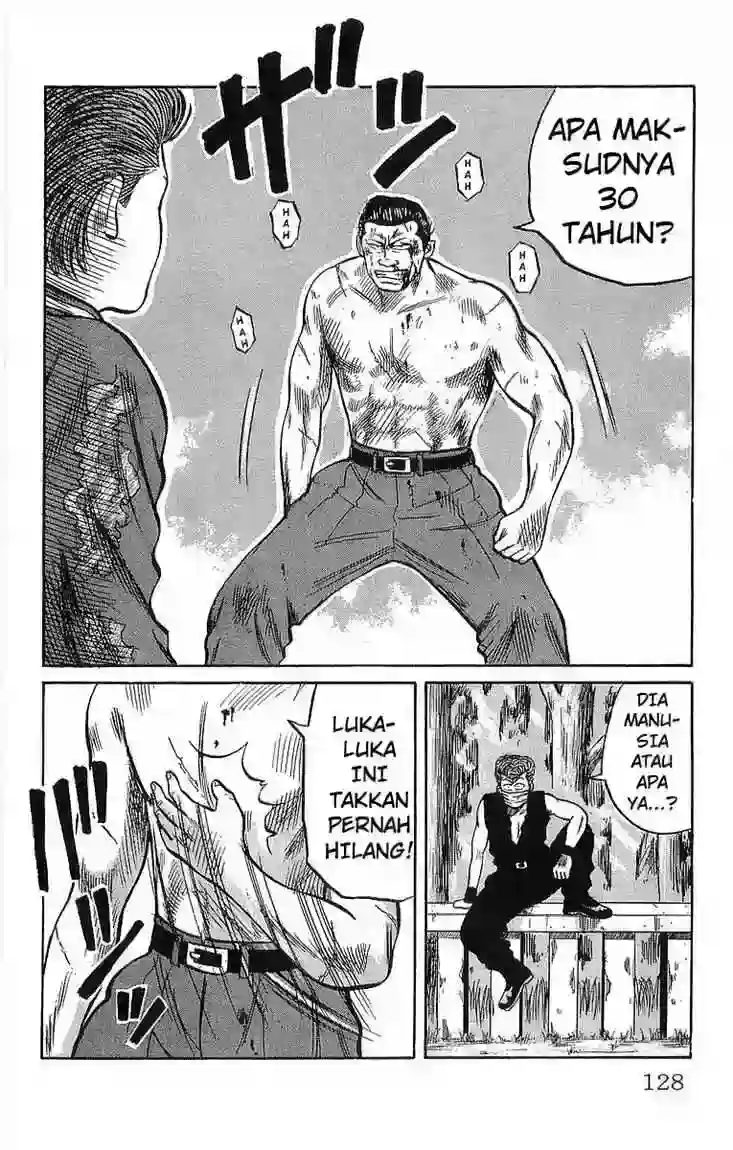 ザザッ
APA MAK-
SUDNYA
30
TAHUN?
HAH
HAH
HAH
HAH
LUKA-
LUKA
INI
TAKKAN
PERNAH
HILANG!
DIA
MANU-
SIA ATAU
APA
YA...?
128